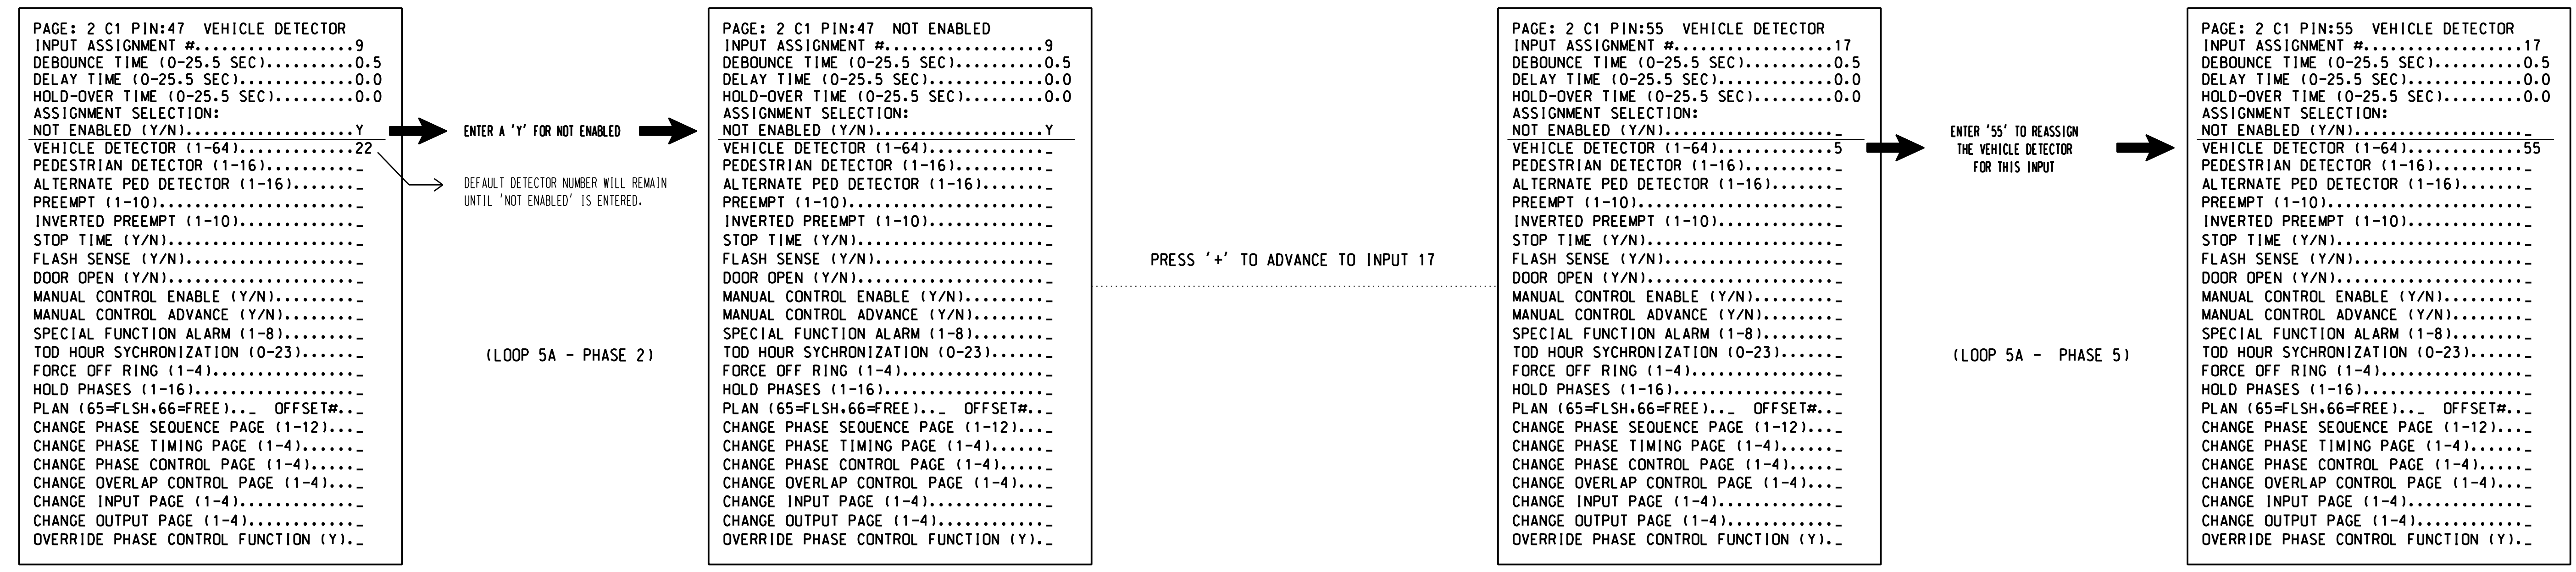 PAGE: 2 C1 PIN:47 VEHICLE DETECTOR
INPUT ASSIGNMENT #...................9
DEBOUNCE TIME (0-25.5 SEC)..........0.5
DELAY TIME (0-25.5 SEC).............0.0
HOLD-OVER TIME (0-25.5 SEC).........0.0
ASSIGNMENT SELECTION:
NOT ENABLED (Y/N)....................Y
VEHICLE DETECTOR (1-64).............22
PEDESTRIAN DETECTOR (1-16)..........._
ALTERNATE PED DETECTOR (1-16)......._
PREEMPT (1-10)......................._
INVERTED PREEMPT (1-10).............._
STOP TIME (Y/N)......................_
FLASH SENSE (Y/N)...................._
DOOR OPEN (Y/N)......................_
MANUAL CONTROL ENABLE (Y/N)........._
MANUAL CONTROL ADVANCE (Y/N)........_
SPECIAL FUNCTION ALARM (1-8)........_
TOD HOUR SYCHRONIZATION (0-23)......_
FORCE OFF RING (1-4)................_
HOLD PHASES (1-16).................._
PLAN (65=FLSH,66=FREE).._ OFFSET#.._
CHANGE PHASE SEQUENCE PAGE (1-12)..._
CHANGE PHASE TIMING PAGE (1-4)......_
CHANGE PHASE CONTROL PAGE (1-4)....._
CHANGE OVERLAP CONTROL PAGE (1-4)..._
CHANGE INPUT PAGE (1-4)............._
CHANGE OUTPUT PAGE (1-4)............_
OVERRIDE PHASE CONTROL FUNCTION (Y)._
ENTER A 'Y' FOR NOT ENABLED
DEFAULT DETECTOR NUMBER WILL REMAIN
UNTIL 'NOT ENABLED' IS ENTERED.
(LOOP 5A - PHASE 2)
PAGE: 2 C1 PIN:47 NOT ENABLED
INPUT ASSIGNMENT #...................9
DEBOUNCE TIME (0-25.5 SEC)..........0.5
DELAY TIME (0-25.5 SEC).............0.0
HOLD-OVER TIME (0-25.5 SEC).........0.0
ASSIGNMENT SELECTION:
NOT ENABLED (Y/N)....................Y
VEHICLE DETECTOR (1-64).............._
PEDESTRIAN DETECTOR (1-16)..........._
ALTERNATE PED DETECTOR (1-16)......._
PREEMPT (1-10)......................._
INVERTED PREEMPT (1-10).............._
STOP TIME (Y/N)......................_
FLASH SENSE (Y/N)...................._
DOOR OPEN (Y/N)......................_
MANUAL CONTROL ENABLE (Y/N)........._
MANUAL CONTROL ADVANCE (Y/N)........_
SPECIAL FUNCTION ALARM (1-8)........_
TOD HOUR SYCHRONIZATION (0-23)......_
FORCE OFF RING (1-4)................_
HOLD PHASES (1-16).................._
PLAN (65=FLSH,66=FREE).._ OFFSET#.._
CHANGE PHASE SEQUENCE PAGE (1-12)..._
CHANGE PHASE TIMING PAGE (1-4)......_
CHANGE PHASE CONTROL PAGE (1-4)....._
CHANGE OVERLAP CONTROL PAGE (1-4)..._
CHANGE INPUT PAGE (1-4)............._
CHANGE OUTPUT PAGE (1-4)............_
OVERRIDE PHASE CONTROL FUNCTION (Y)._
PRESS '+' TO ADVANCE TO INPUT 17
PAGE: 2 C1 PIN:55 VEHICLE DETECTOR
INPUT ASSIGNMENT #...................17
DEBOUNCE TIME (0-25.5 SEC)..........0.5
DELAY TIME (0-25.5 SEC).............0.0
HOLD-OVER TIME (0-25.5 SEC).........0.0
ASSIGNMENT SELECTION:
NOT ENABLED (Y/N)...................._
VEHICLE DETECTOR (1-64)..............5
PEDESTRIAN DETECTOR (1-16)..........._
ALTERNATE PED DETECTOR (1-16)......._
PREEMPT (1-10)......................._
INVERTED PREEMPT (1-10).............._
STOP TIME (Y/N)......................_
FLASH SENSE (Y/N)...................._
DOOR OPEN (Y/N)......................_
MANUAL CONTROL ENABLE (Y/N)........._
MANUAL CONTROL ADVANCE (Y/N)........_
SPECIAL FUNCTION ALARM (1-8)........_
TOD HOUR SYCHRONIZATION (0-23)......_
FORCE OFF RING (1-4)................_
HOLD PHASES (1-16).................._
PLAN (65=FLSH,66=FREE).._ OFFSET#.._
CHANGE PHASE SEQUENCE PAGE (1-12)..._
CHANGE PHASE TIMING PAGE (1-4)......_
CHANGE PHASE CONTROL PAGE (1-4)....._
CHANGE OVERLAP CONTROL PAGE (1-4)..._
CHANGE INPUT PAGE (1-4)............._
CHANGE OUTPUT PAGE (1-4)............_
OVERRIDE PHASE CONTROL FUNCTION (Y)._
ENTER '55' TO REASSIGN
THE VEHICLE DETECTOR
FOR THIS INPUT
(LOOP 5A - PHASE 5)
PAGE: 2 C1 PIN:55 VEHICLE DETECTOR
INPUT ASSIGNMENT #...................17
DEBOUNCE TIME (0-25.5 SEC)..........0.5
DELAY TIME (0-25.5 SEC).............0.0
HOLD-OVER TIME (0-25.5 SEC).........0.0
ASSIGNMENT SELECTION:
NOT ENABLED (Y/N)...................._
VEHICLE DETECTOR (1-64).............55
PEDESTRIAN DETECTOR (1-16)..........._
ALTERNATE PED DETECTOR (1-16)......._
PREEMPT (1-10)......................._
INVERTED PREEMPT (1-10).............._
STOP TIME (Y/N)......................_
FLASH SENSE (Y/N)...................._
DOOR OPEN (Y/N)......................_
MANUAL CONTROL ENABLE (Y/N)........._
MANUAL CONTROL ADVANCE (Y/N)........_
SPECIAL FUNCTION ALARM (1-8)........_
TOD HOUR SYCHRONIZATION (0-23)......_
FORCE OFF RING (1-4)................_
HOLD PHASES (1-16).................._
PLAN (65=FLSH,66=FREE).._ OFFSET#.._
CHANGE PHASE SEQUENCE PAGE (1-12)..._
CHANGE PHASE TIMING PAGE (1-4)......_
CHANGE PHASE CONTROL PAGE (1-4)....._
CHANGE OVERLAP CONTROL PAGE (1-4)..._
CHANGE INPUT PAGE (1-4)............._
CHANGE OUTPUT PAGE (1-4)............_
OVERRIDE PHASE CONTROL FUNCTION (Y)._